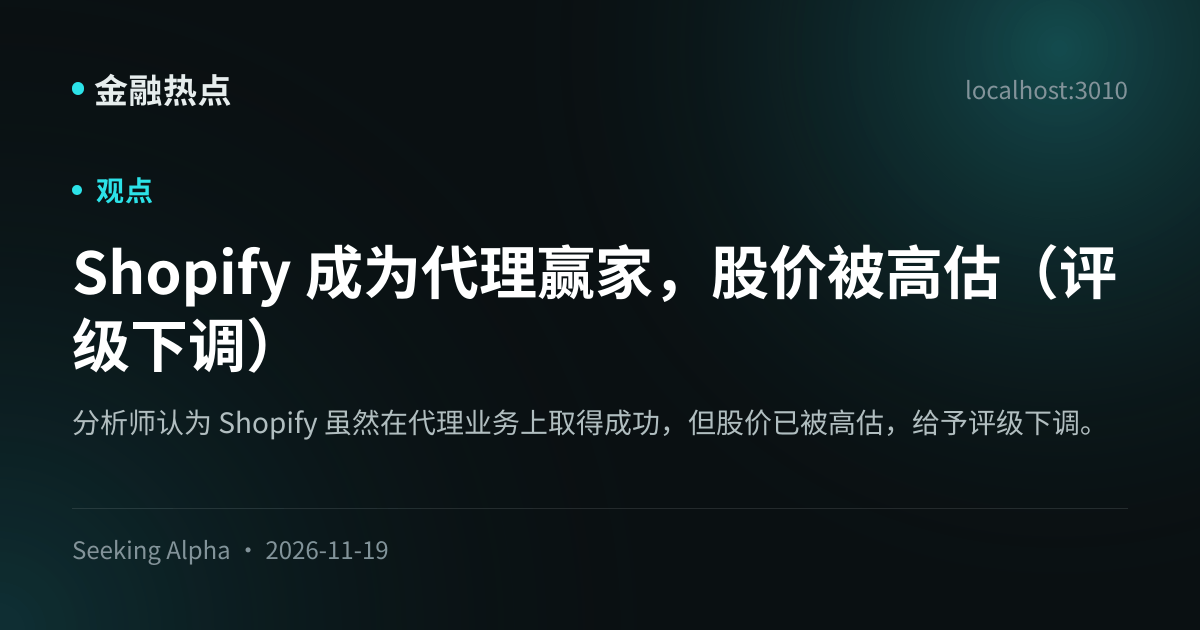 金融热点
localhost:3010
观点
Shopify 成为代理赢家，股价被高估（评
级下调）
分析师认为 Shopify 虽然在代理业务上取得成功，但股价已被高估，给予评级下调。
Seeking Alpha · 2026-11-19